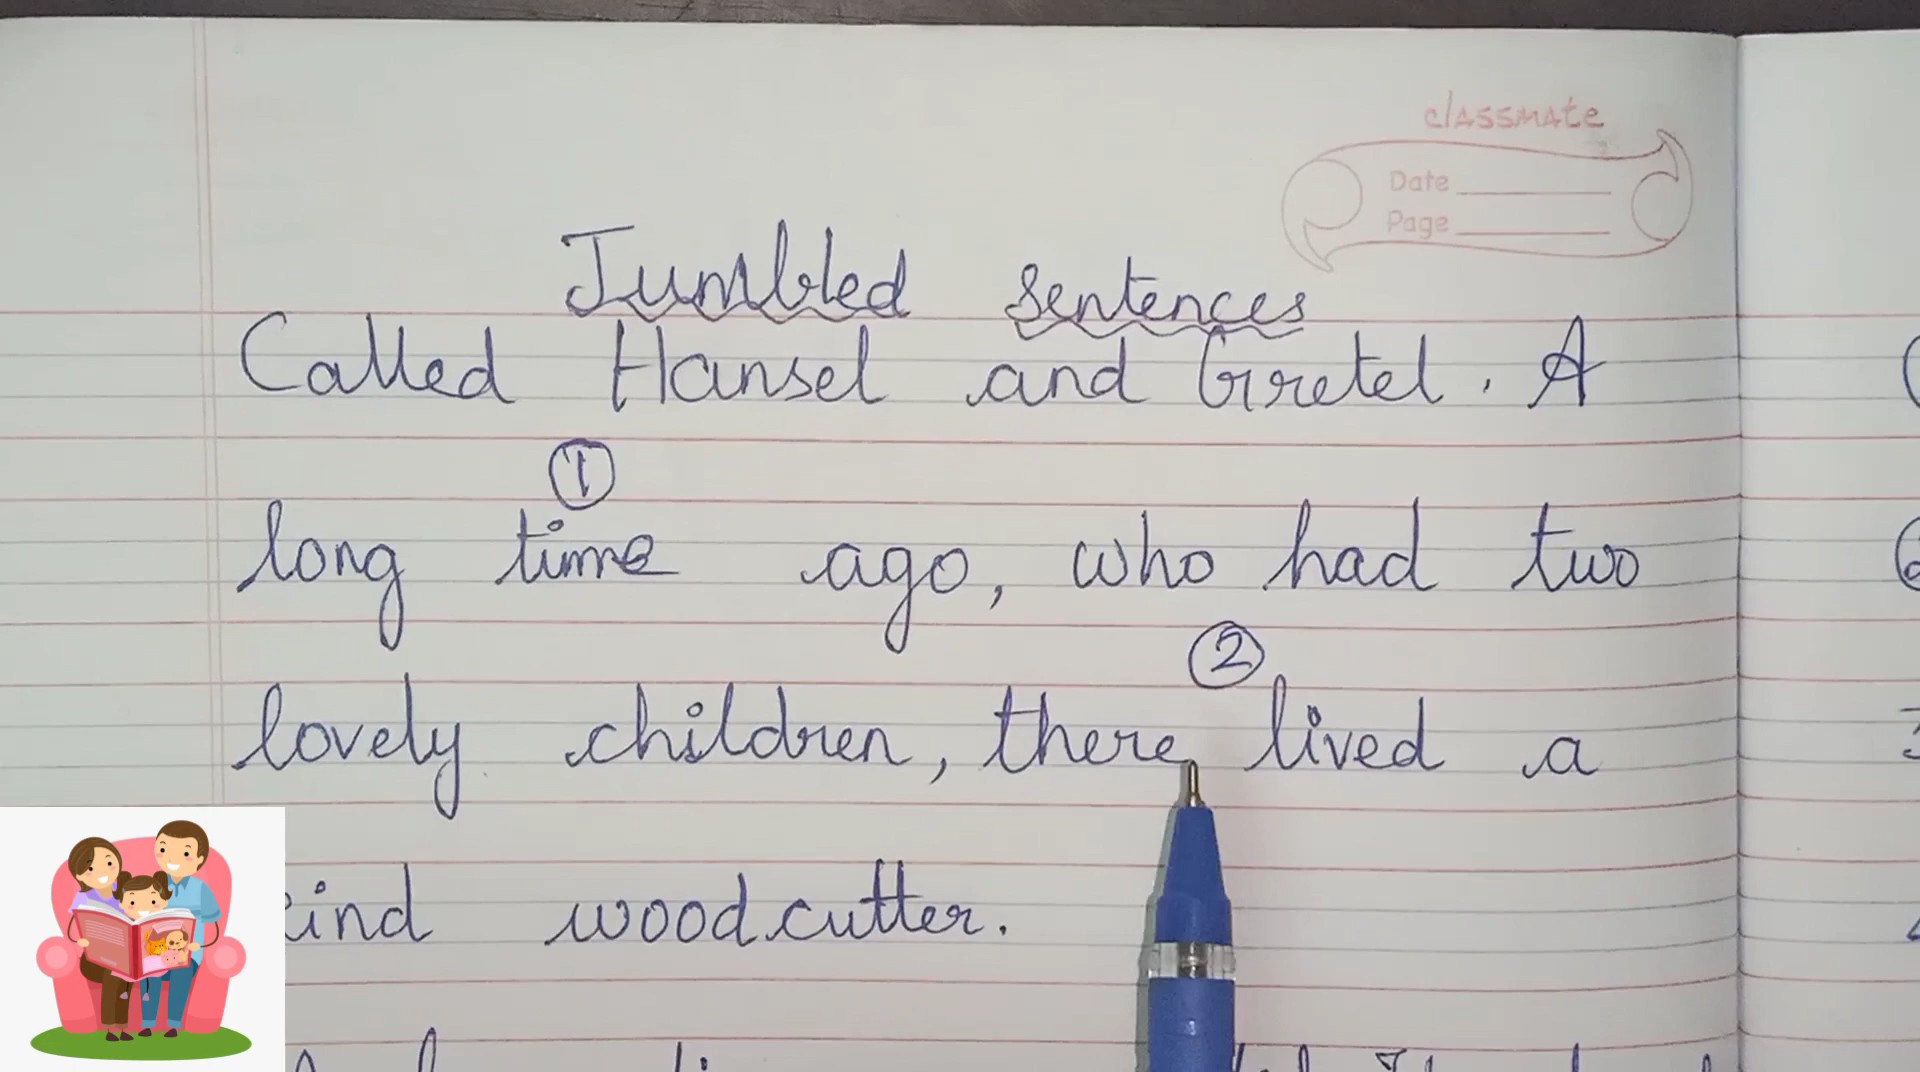 classmate
Date
Page
Jumbled sentences
Called Hansel and Gretel. A
①
long time ago, who had two
②
lovely children, there lived a
woodcutter.